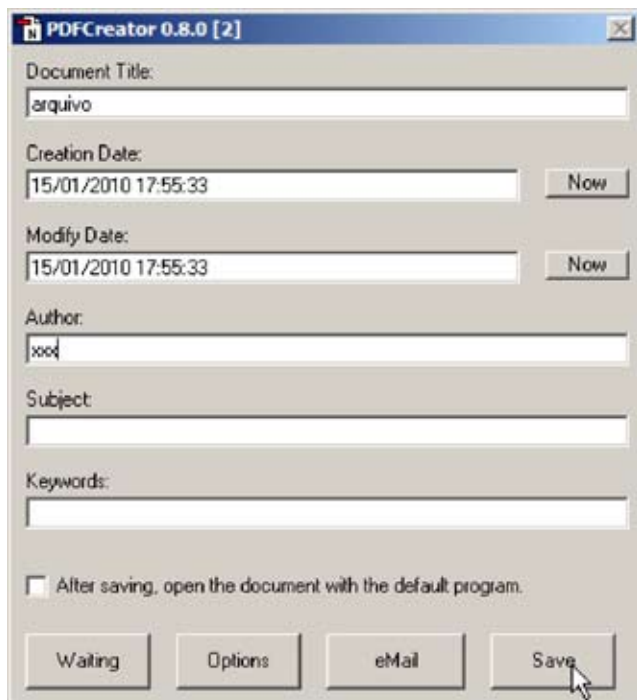 PDFCreator 0.8.0 [2]
Document Title:
arquivo
Creation Date:
15/01/2010 17:55:33
Now
Modify Date:
15/01/2010 17:55:33
Now
Author:
xxx
Subject:
Keywords:
After saving, open the document with the default program.
Waiting Options eMail Save